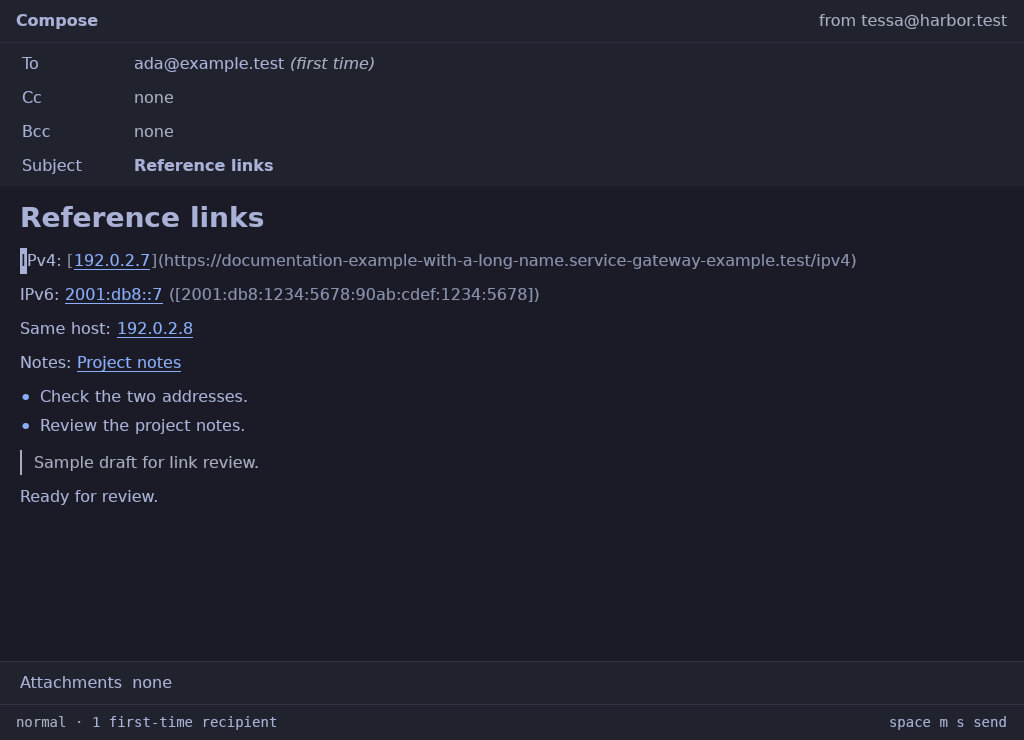 Compose
from tessa@harbor.test
To ada@example.test (first time)
Cc none
Bcc none
Subject Reference links
Reference links
IPv4: [192.0.2.7](https://documentation-example-with-a-long-name.service-gateway-example.test/ipv4)
IPv6: 2001:db8::7 ([2001:db8:1234:5678:90ab:cdef:1234:5678])
Same host: 192.0.2.8
Notes: Project notes
• Check the two addresses.
• Review the project notes.
Sample draft for link review.
Ready for review.
Attachments none
normal · 1 first-time recipient
space m s send